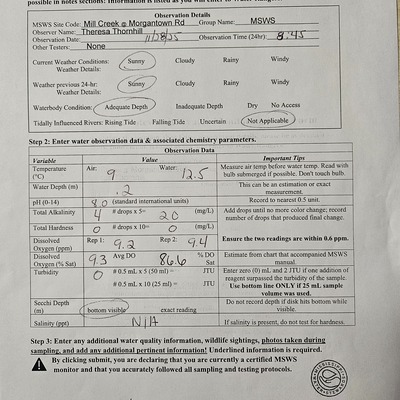 possible in notes sections. Information is listed as you will enter to
Observation Details
MSWS Site Code: Mill Creek @ Morgantown Rd Group Name: MSWS
Observer Name: Theresa Thornhill
Observation Date: 11/18/25 Observation Time (24hr): 8:45
Other Testers: None
Current Weather Conditions: Sunny Cloudy Rainy Windy
Weather Details:
Weather previous 24-hr: Sunny Cloudy Rainy Windy
Weather Details:
Waterbody Condition: Adequate Depth Inadequate Depth Dry No Access
Tidally Influenced Rivers: Rising Tide Falling Tide Uncertain Not Applicable
Step 2: Enter water observation data & associated chemistry parameters.
Observation Data
Variable Value Important Tips
Temperature (°C) Air: 9 Water: 12.5 Measure air temp before water temp. Read with
bulb submerged if possible. Don't touch bulb.
Water Depth (m) .2 This can be an estimation or exact
measurement.
pH (0-14) 8.0 (standard international units) Record to nearest 0.5 unit.
Total Alkalinity 4 # drops x 5= 20 (mg/L) Add drops until no more color change; record
number of drops that produced final change.
Total Hardness 0 # drops x 10= 0 (mg/L)
Dissolved Oxygen (ppm) Rep 1: 9.2 Rep 2: 9.4 Ensure the two readings are within 0.6 ppm.
Dissolved Oxygen (% Sat) 9.3 Avg DO 86.6 % DO Sat Estimate from chart that accompanied MSWS
manual.
Turbidity 0 # 0.5 mL x 5 (50 ml) = JTU
# 0.5 mL x 10 (25 ml) = JTU
Enter zero (0) mL and 2 JTU if one addition of
reagent surpassed the turbidity of the sample.
Use bottom line ONLY if 25 mL sample
volume was used.
Secchi Depth (m) bottom visible exact reading Do not record depth if disk hits bottom while
visible.
Salinity (ppt) N/A If salinity is present, do not test for hardness.
Step 3: Enter any additional water quality information, wildlife sightings, photos taken during
sampling, and add any additional pertinent information! Underlined information is required.
By clicking submit, you are declaring that you are currently a certified MSWS
monitor and that you accurately followed all sampling and testing protocols.